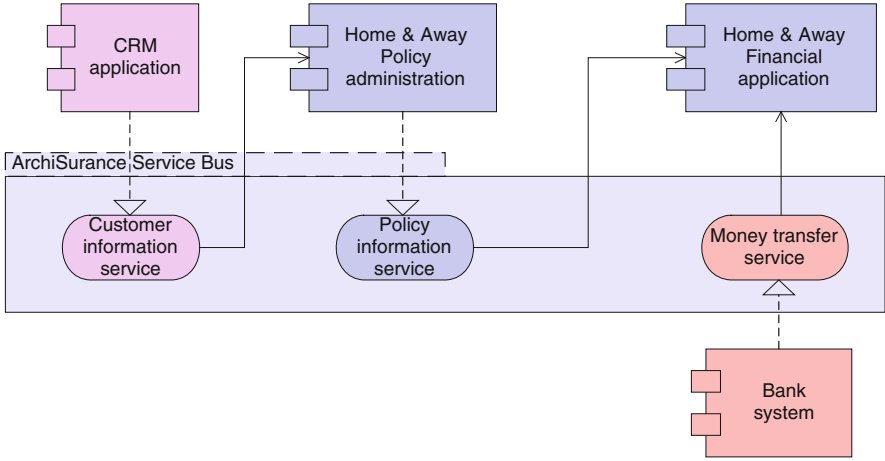 CRM
application
Home & Away
Policy
administration
Home & Away
Financial
application
ArchiSurance Service Bus
Customer
information
service
Policy
information
service
Money transfer
service
Bank
system